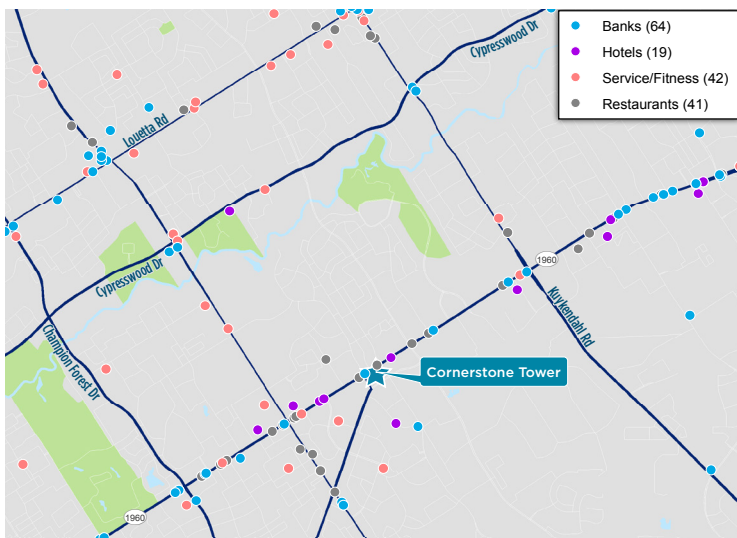 Banks (64)
Hotels (19)
Service/Fitness (42)
Restaurants (41)
Cypresswood Dr
Louetta Rd
Cypresswood Dr
1960
Kuykendahl Rd
Champion Forest Dr
Cornerstone Tower
1960